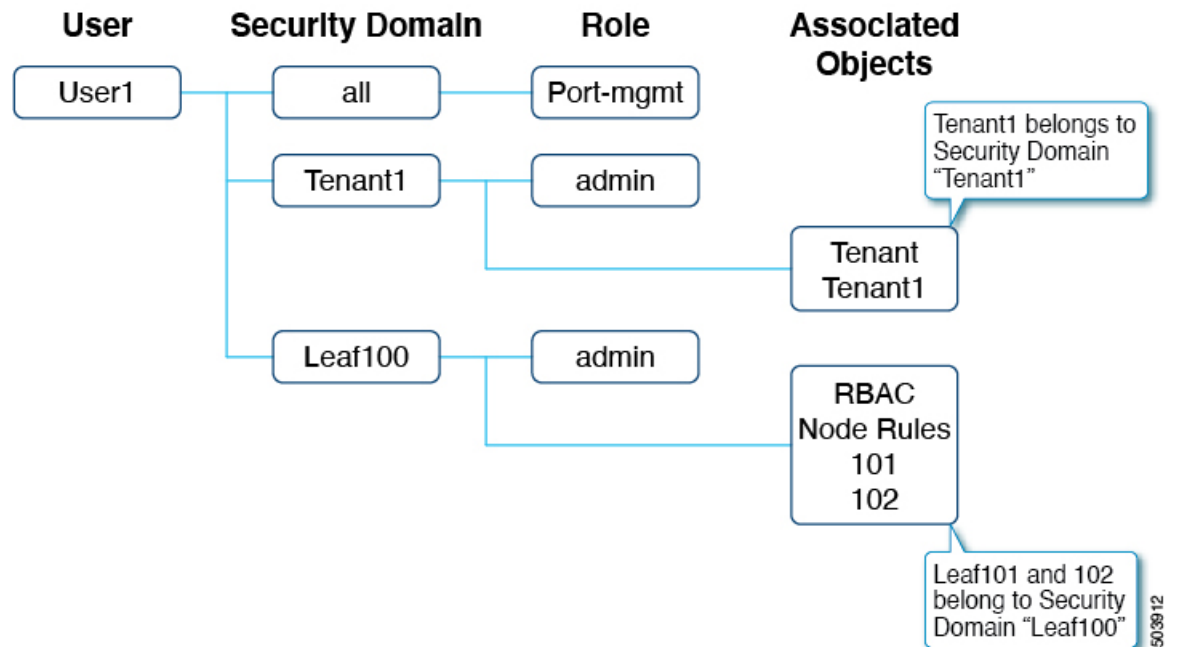 User
Security Domain
Role
Associated
Objects
User1
all
Port-mgmt
Tenant1 belongs to
Security Domain
“Tenant1”
Tenant1
admin
Tenant
Tenant1
Leaf100
admin
RBAC
Node Rules
101
102
Leaf101 and 102
belong to Security
Domain “Leaf100”
503912